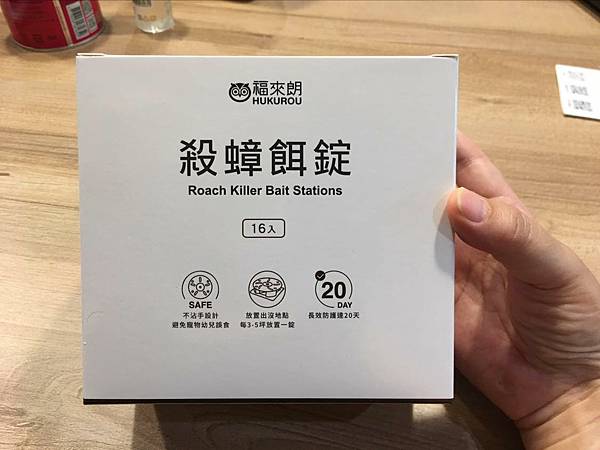 福來朗
HUKUROU
殺蟑餌錠
Roach Killer Bait Stations
16入
SAFE
不沾手設計
避免寵物幼兒誤食
放置出沒地點
每3-5坪放置一錠
20
DAY
長效防護達20天